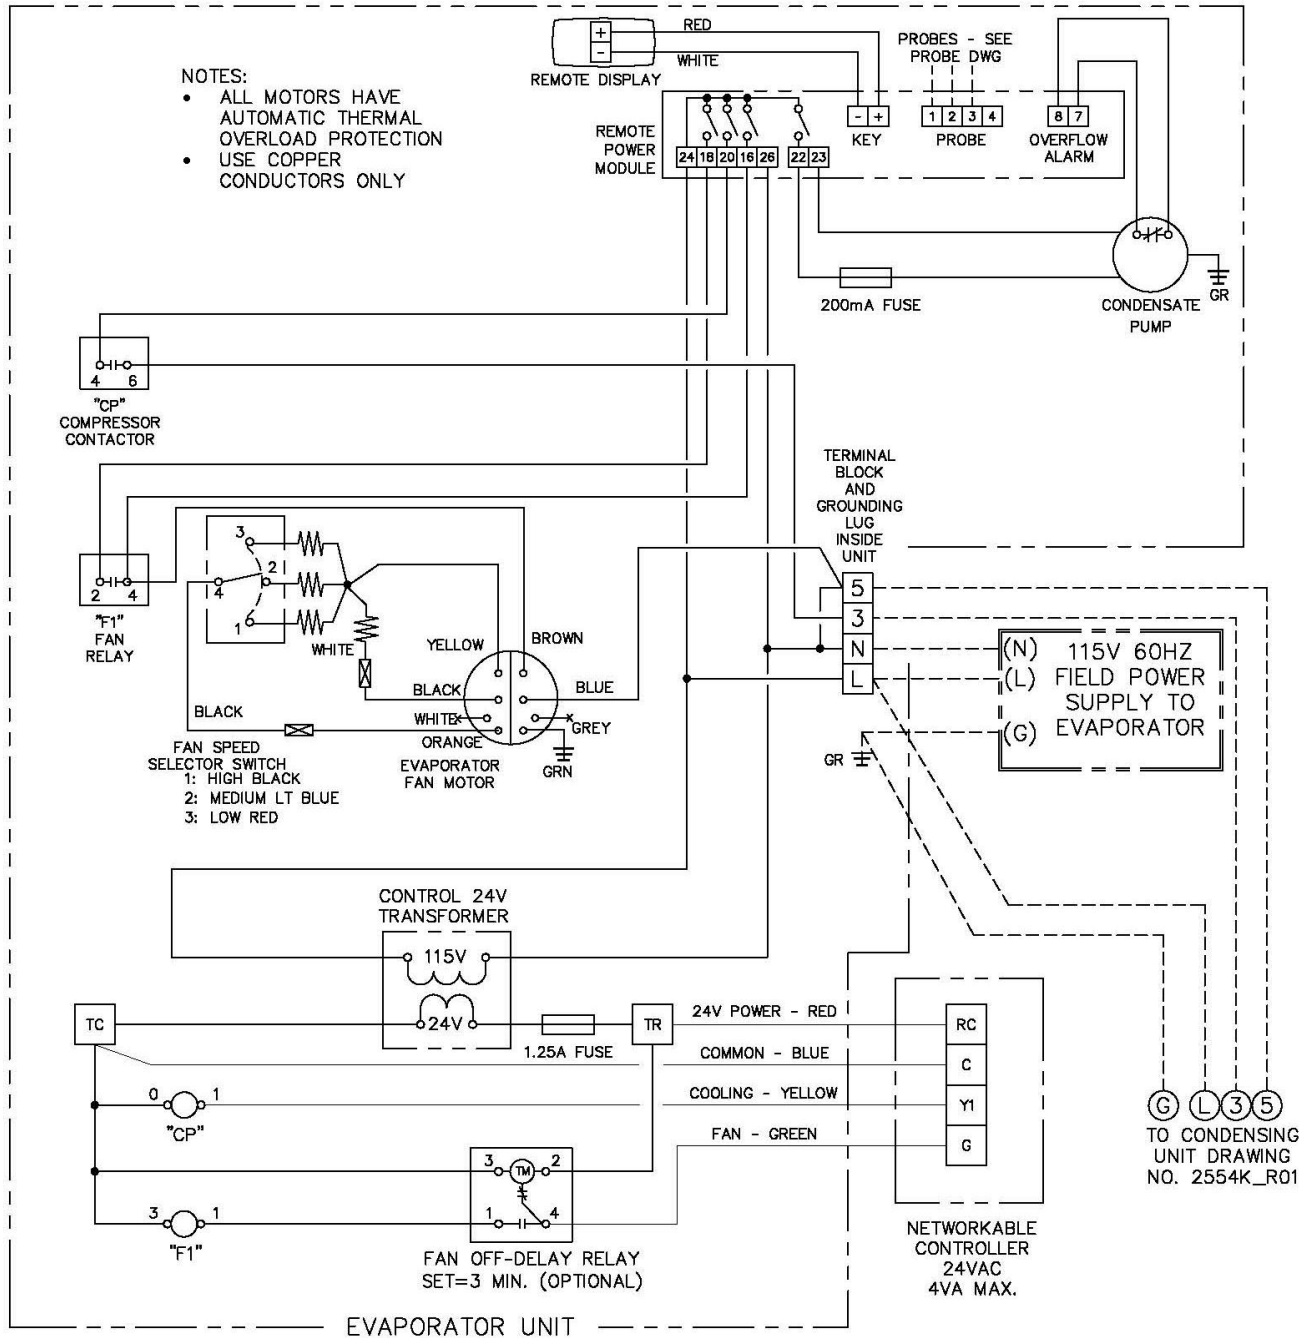 RED
+
-
WHITE
REMOTE DISPLAY
PROBES - SEE
PROBE DWG
NOTES:
• ALL MOTORS HAVE
AUTOMATIC THERMAL
OVERLOAD PROTECTION
• USE COPPER
CONDUCTORS ONLY
REMOTE
POWER
MODULE
24 18 20 16 26
22 23
- +
KEY
1 2 3 4
PROBE
8 7
OVERFLOW
ALARM
200mA FUSE
GR
CONDENSATE
PUMP
4 6
"CP"
COMPRESSOR
CONTACTOR
TERMINAL
BLOCK
AND
GROUNDING
LUG
INSIDE
UNIT
2 4
"F1"
FAN
RELAY
3
2
4
1
WHITE
YELLOW
BROWN
BLACK
BLUE
WHITE
GREY
ORANGE
GRN
EVAPORATOR
FAN MOTOR
BLACK
FAN SPEED
SELECTOR SWITCH
1: HIGH BLACK
2: MEDIUM LT BLUE
3: LOW RED
5
3
N
L
(N)
(L)
(G)
115V 60HZ
FIELD POWER
SUPPLY TO
EVAPORATOR
GR
CONTROL 24V
TRANSFORMER
115V
24V
TC
1.25A FUSE
TR
24V POWER - RED
COMMON - BLUE
COOLING - YELLOW
FAN - GREEN
RC
C
Y1
G
0 1
"CP"
3 TM 2
1 4
3 1
"F1"
FAN OFF-DELAY RELAY
SET=3 MIN. (OPTIONAL)
NETWORKABLE
CONTROLLER
24VAC
4VA MAX.
G L 3 5
TO CONDENSING
UNIT DRAWING
NO. 2554K_R01
EVAPORATOR UNIT